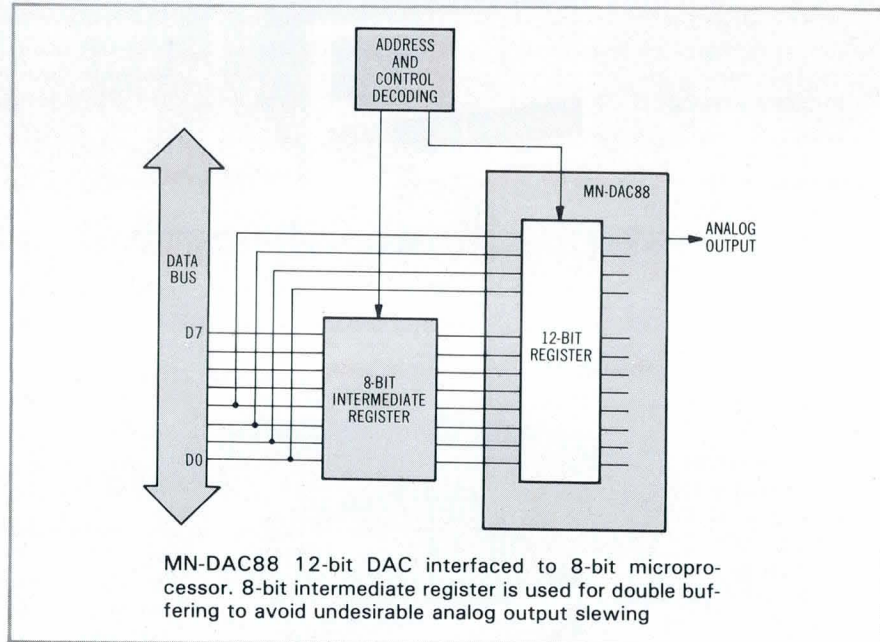 ADDRESS
AND
CONTROL
DECODING
MN-DAC88
ANALOG
OUTPUT
DATA
BUS
D7
12-BIT
REGISTER
8-BIT
INTERMEDIATE
REGISTER
D0
MN-DAC88 12-bit DAC interfaced to 8-bit micropro-
cessor. 8-bit intermediate register is used for double buf-
fering to avoid undesirable analog output slewing